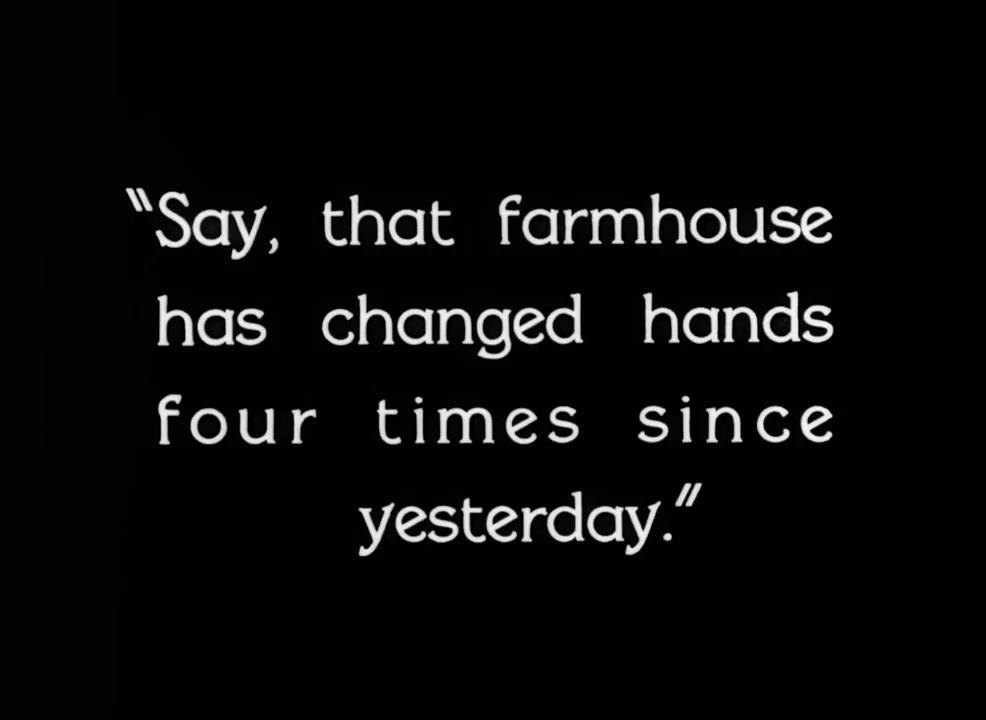 "Say, that farmhouse
has changed hands
four times since
yesterday."